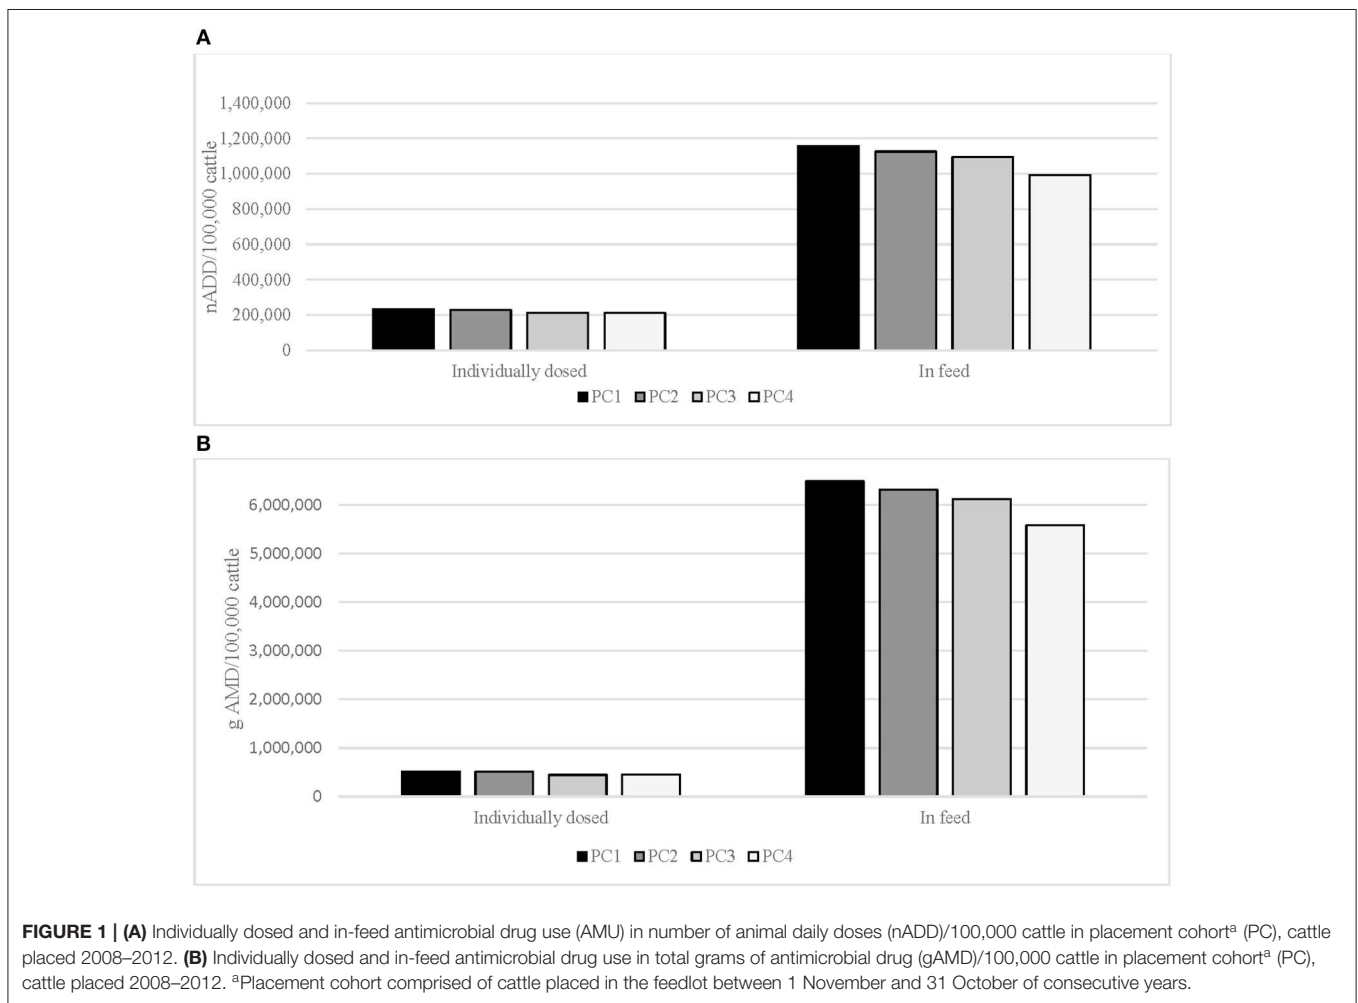 A
1,400,000
1,200,000
1,000,000
800,000
600,000
400,000
200,000
0
nADD/100,000 cattle
Individually dosed
In feed
PC1 PC2 PC3 PC4
B
6,000,000
5,000,000
4,000,000
3,000,000
2,000,000
1,000,000
0
g AMD/100,000 cattle
Individually dosed
In feed
PC1 PC2 PC3 PC4
FIGURE 1 | (A) Individually dosed and in-feed antimicrobial drug use (AMU) in number of animal daily doses (nADD)/100,000 cattle in placement cohortᵃ (PC), cattle
placed 2008–2012. (B) Individually dosed and in-feed antimicrobial drug use in total grams of antimicrobial drug (gAMD)/100,000 cattle in placement cohortᵃ (PC),
cattle placed 2008–2012. ᵃPlacement cohort comprised of cattle placed in the feedlot between 1 November and 31 October of consecutive years.